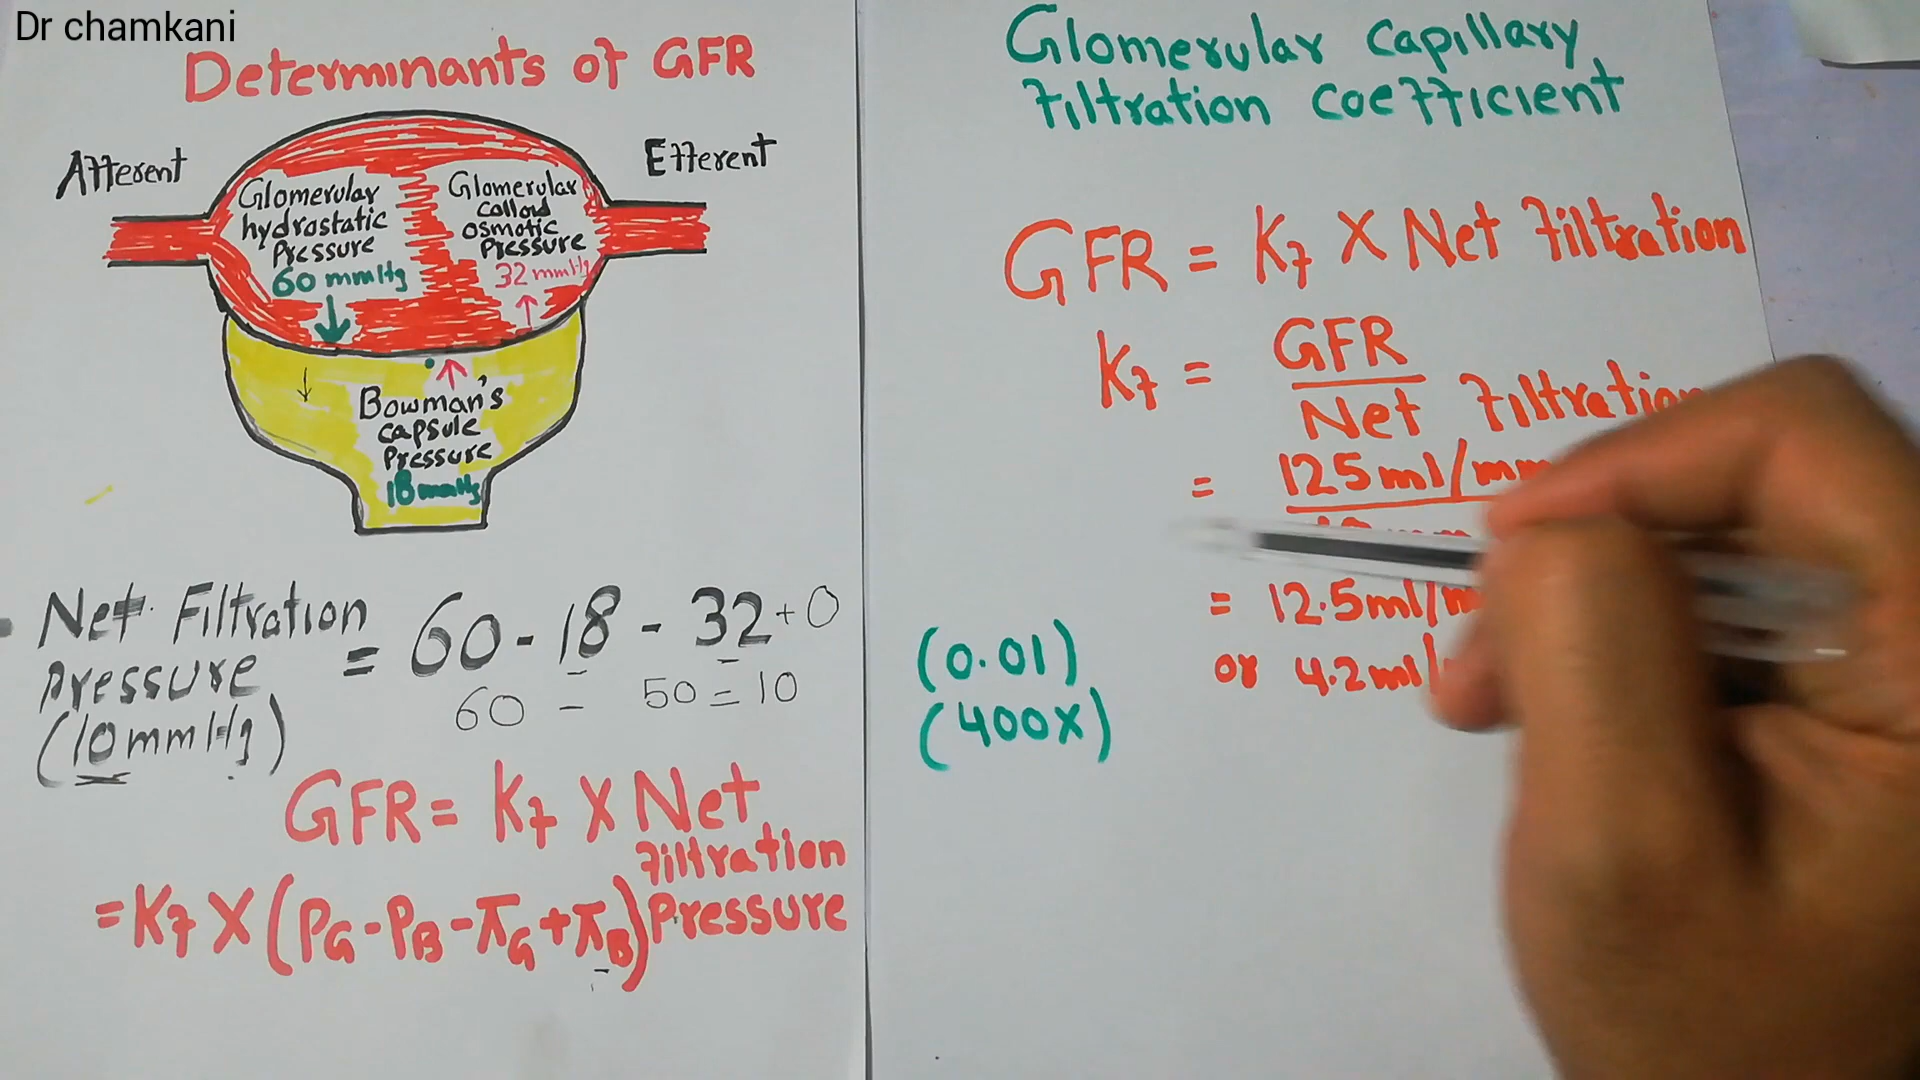 Dr chamkani
Determinants of GFR
Afferent
Efferent
Glomerular
hydrostatic
Pressure
60 mmHg
Glomerular
colloid
osmotic
Pressure
32 mmHg
Bowman's
capsule
Pressure
18 mmHg
Net Filtration
Pressure
(10 mmHg)
= 60 - 18 - 32 + 0
60 - 50 = 10
GFR = Kf X Net
Filtration
Pressure
= Kf X (PG - PB - πG + πB)
Glomerular Capillary
Filtration Coefficient
GFR = Kf X Net Filtration
Kf = GFR
Net Filtration
= 125 ml/
= 12.5 ml/
or 4.2 ml/
(0.01)
(400X)